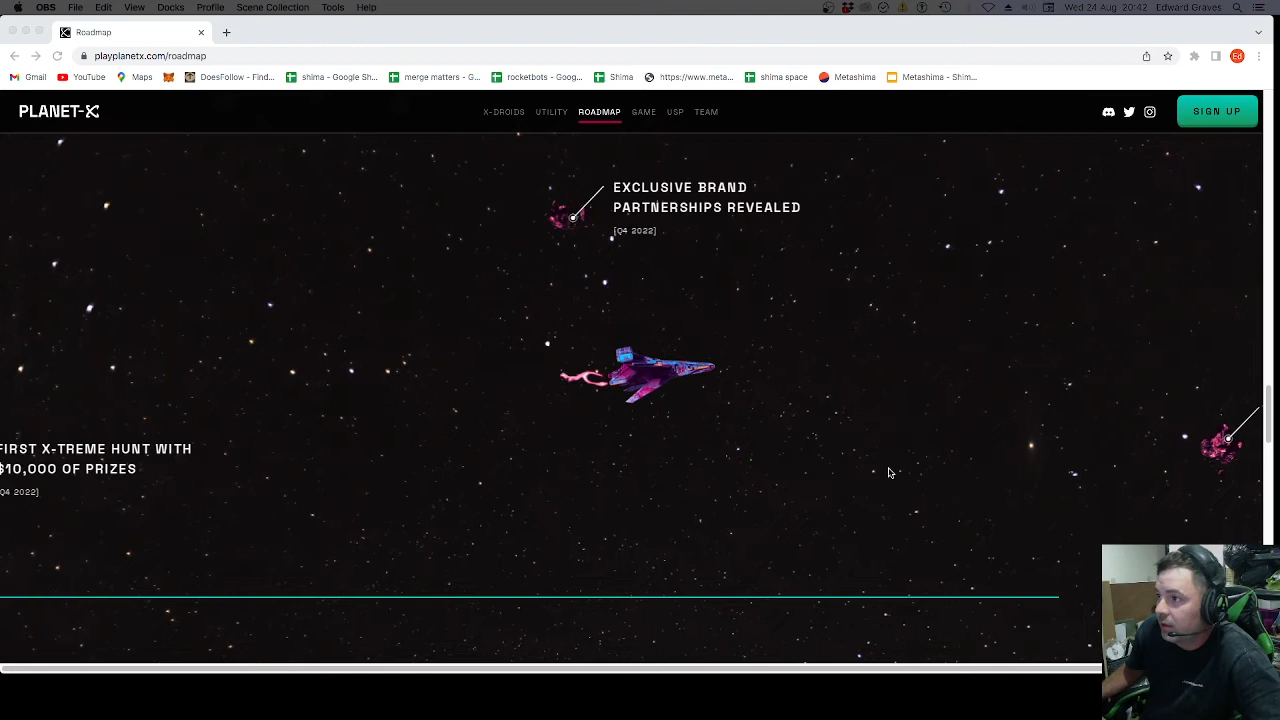 OBS File Edit View Docks Profile Scene Collection Tools Help Wed 24 Aug 20:42 Edward Graves
Roadmap
playplanetx.com/roadmap
Ed
Gmail YouTube Maps DoesFollow - Find... shima - Google Sh... merge matters - G... rocketbots - Goog... Shima https://www.meta... shima space Metashima Metashima - Shim...
PLANET-X X-DROIDS UTILITY ROADMAP GAME USP TEAM SIGN UP
EXCLUSIVE BRAND
PARTNERSHIPS REVEALED
[Q4 2022]
FIRST X-TREME HUNT WITH
$10,000 OF PRIZES
Q4 2022]